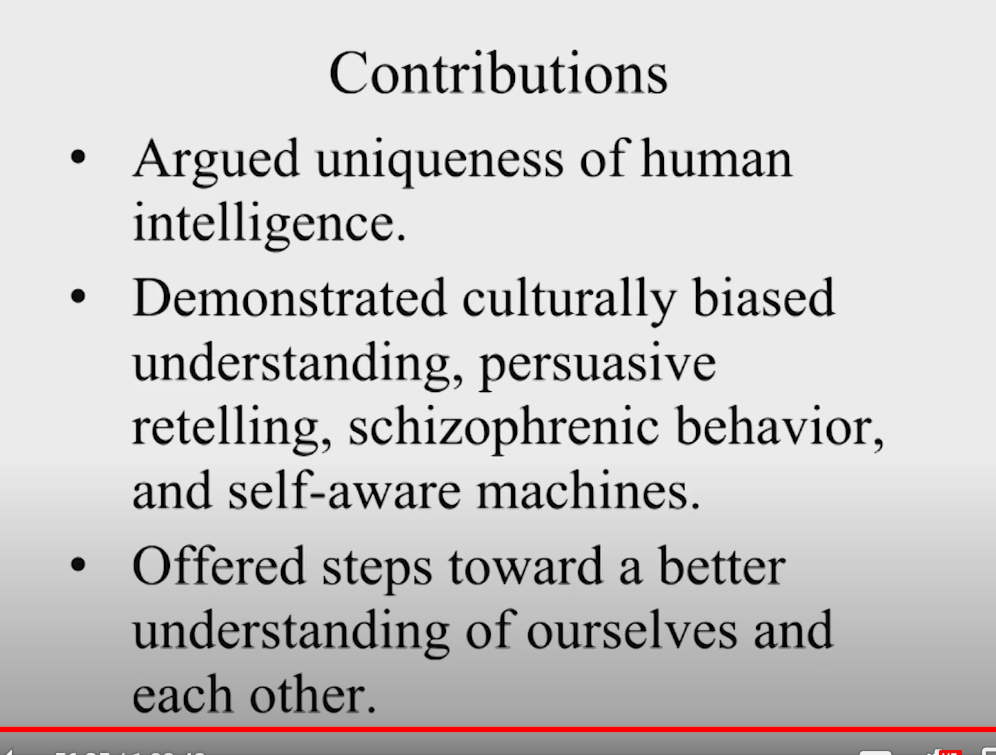 Contributions
• Argued uniqueness of human
intelligence.
• Demonstrated culturally biased
understanding, persuasive
retelling, schizophrenic behavior,
and self-aware machines.
• Offered steps toward a better
understanding of ourselves and
each other.